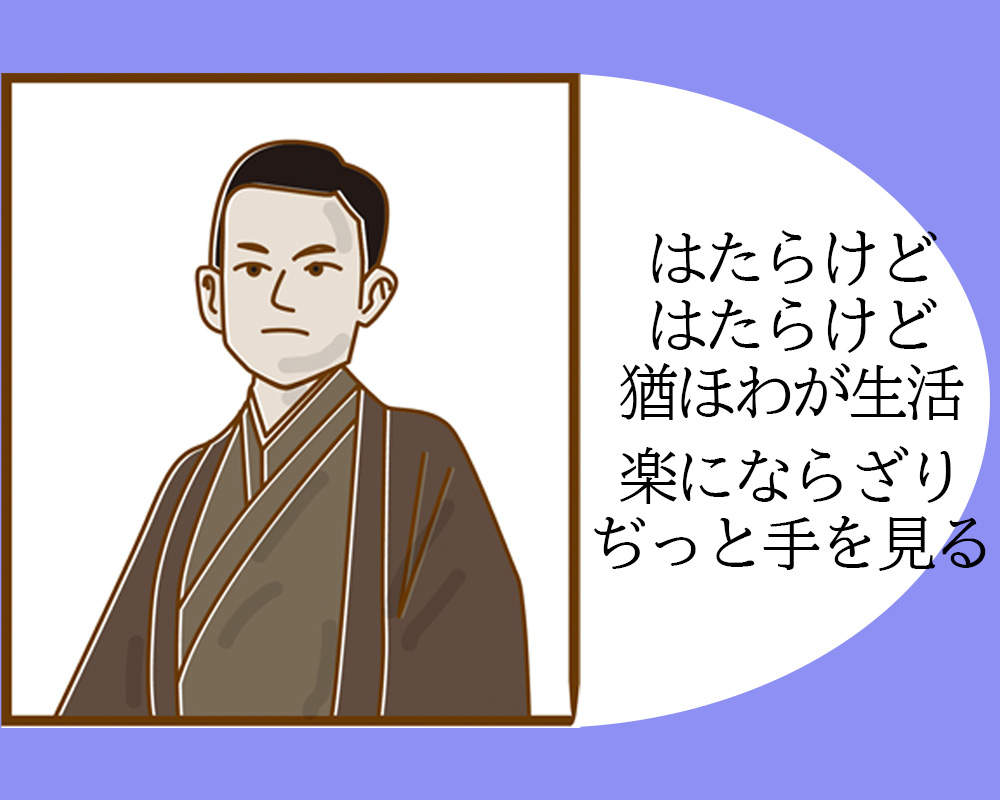 はたらけど
はたらけど
猶ほわが生活
楽にならざり
ぢっと手を見る